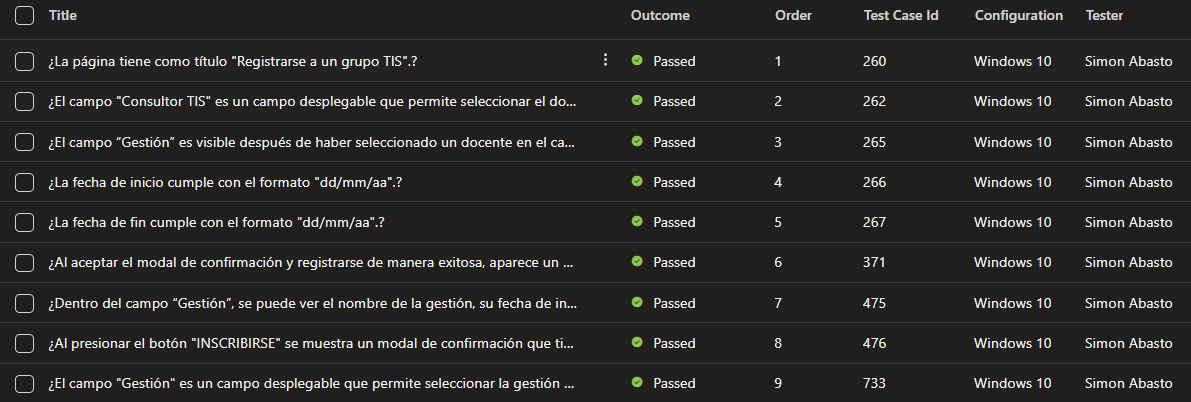 Title Outcome Order Test Case Id Configuration Tester
¿La página tiene como título "Registrarse a un grupo TIS".? Passed 1 260 Windows 10 Simon Abasto
¿El campo "Consultor TIS" es un campo desplegable que permite seleccionar el do... Passed 2 262 Windows 10 Simon Abasto
¿El campo “Gestión” es visible después de haber seleccionado un docente en el ca... Passed 3 265 Windows 10 Simon Abasto
¿La fecha de inicio cumple con el formato "dd/mm/aa".? Passed 4 266 Windows 10 Simon Abasto
¿La fecha de fin cumple con el formato "dd/mm/aa".? Passed 5 267 Windows 10 Simon Abasto
¿Al aceptar el modal de confirmación y registrarse de manera exitosa, aparece un ... Passed 6 371 Windows 10 Simon Abasto
¿Dentro del campo “Gestión”, se puede ver el nombre de la gestión, su fecha de in... Passed 7 475 Windows 10 Simon Abasto
¿Al presionar el botón "INSCRIBIRSE" se muestra un modal de confirmación que ti... Passed 8 476 Windows 10 Simon Abasto
¿El campo "Gestión" es un campo desplegable que permite seleccionar la gestión ... Passed 9 733 Windows 10 Simon Abasto